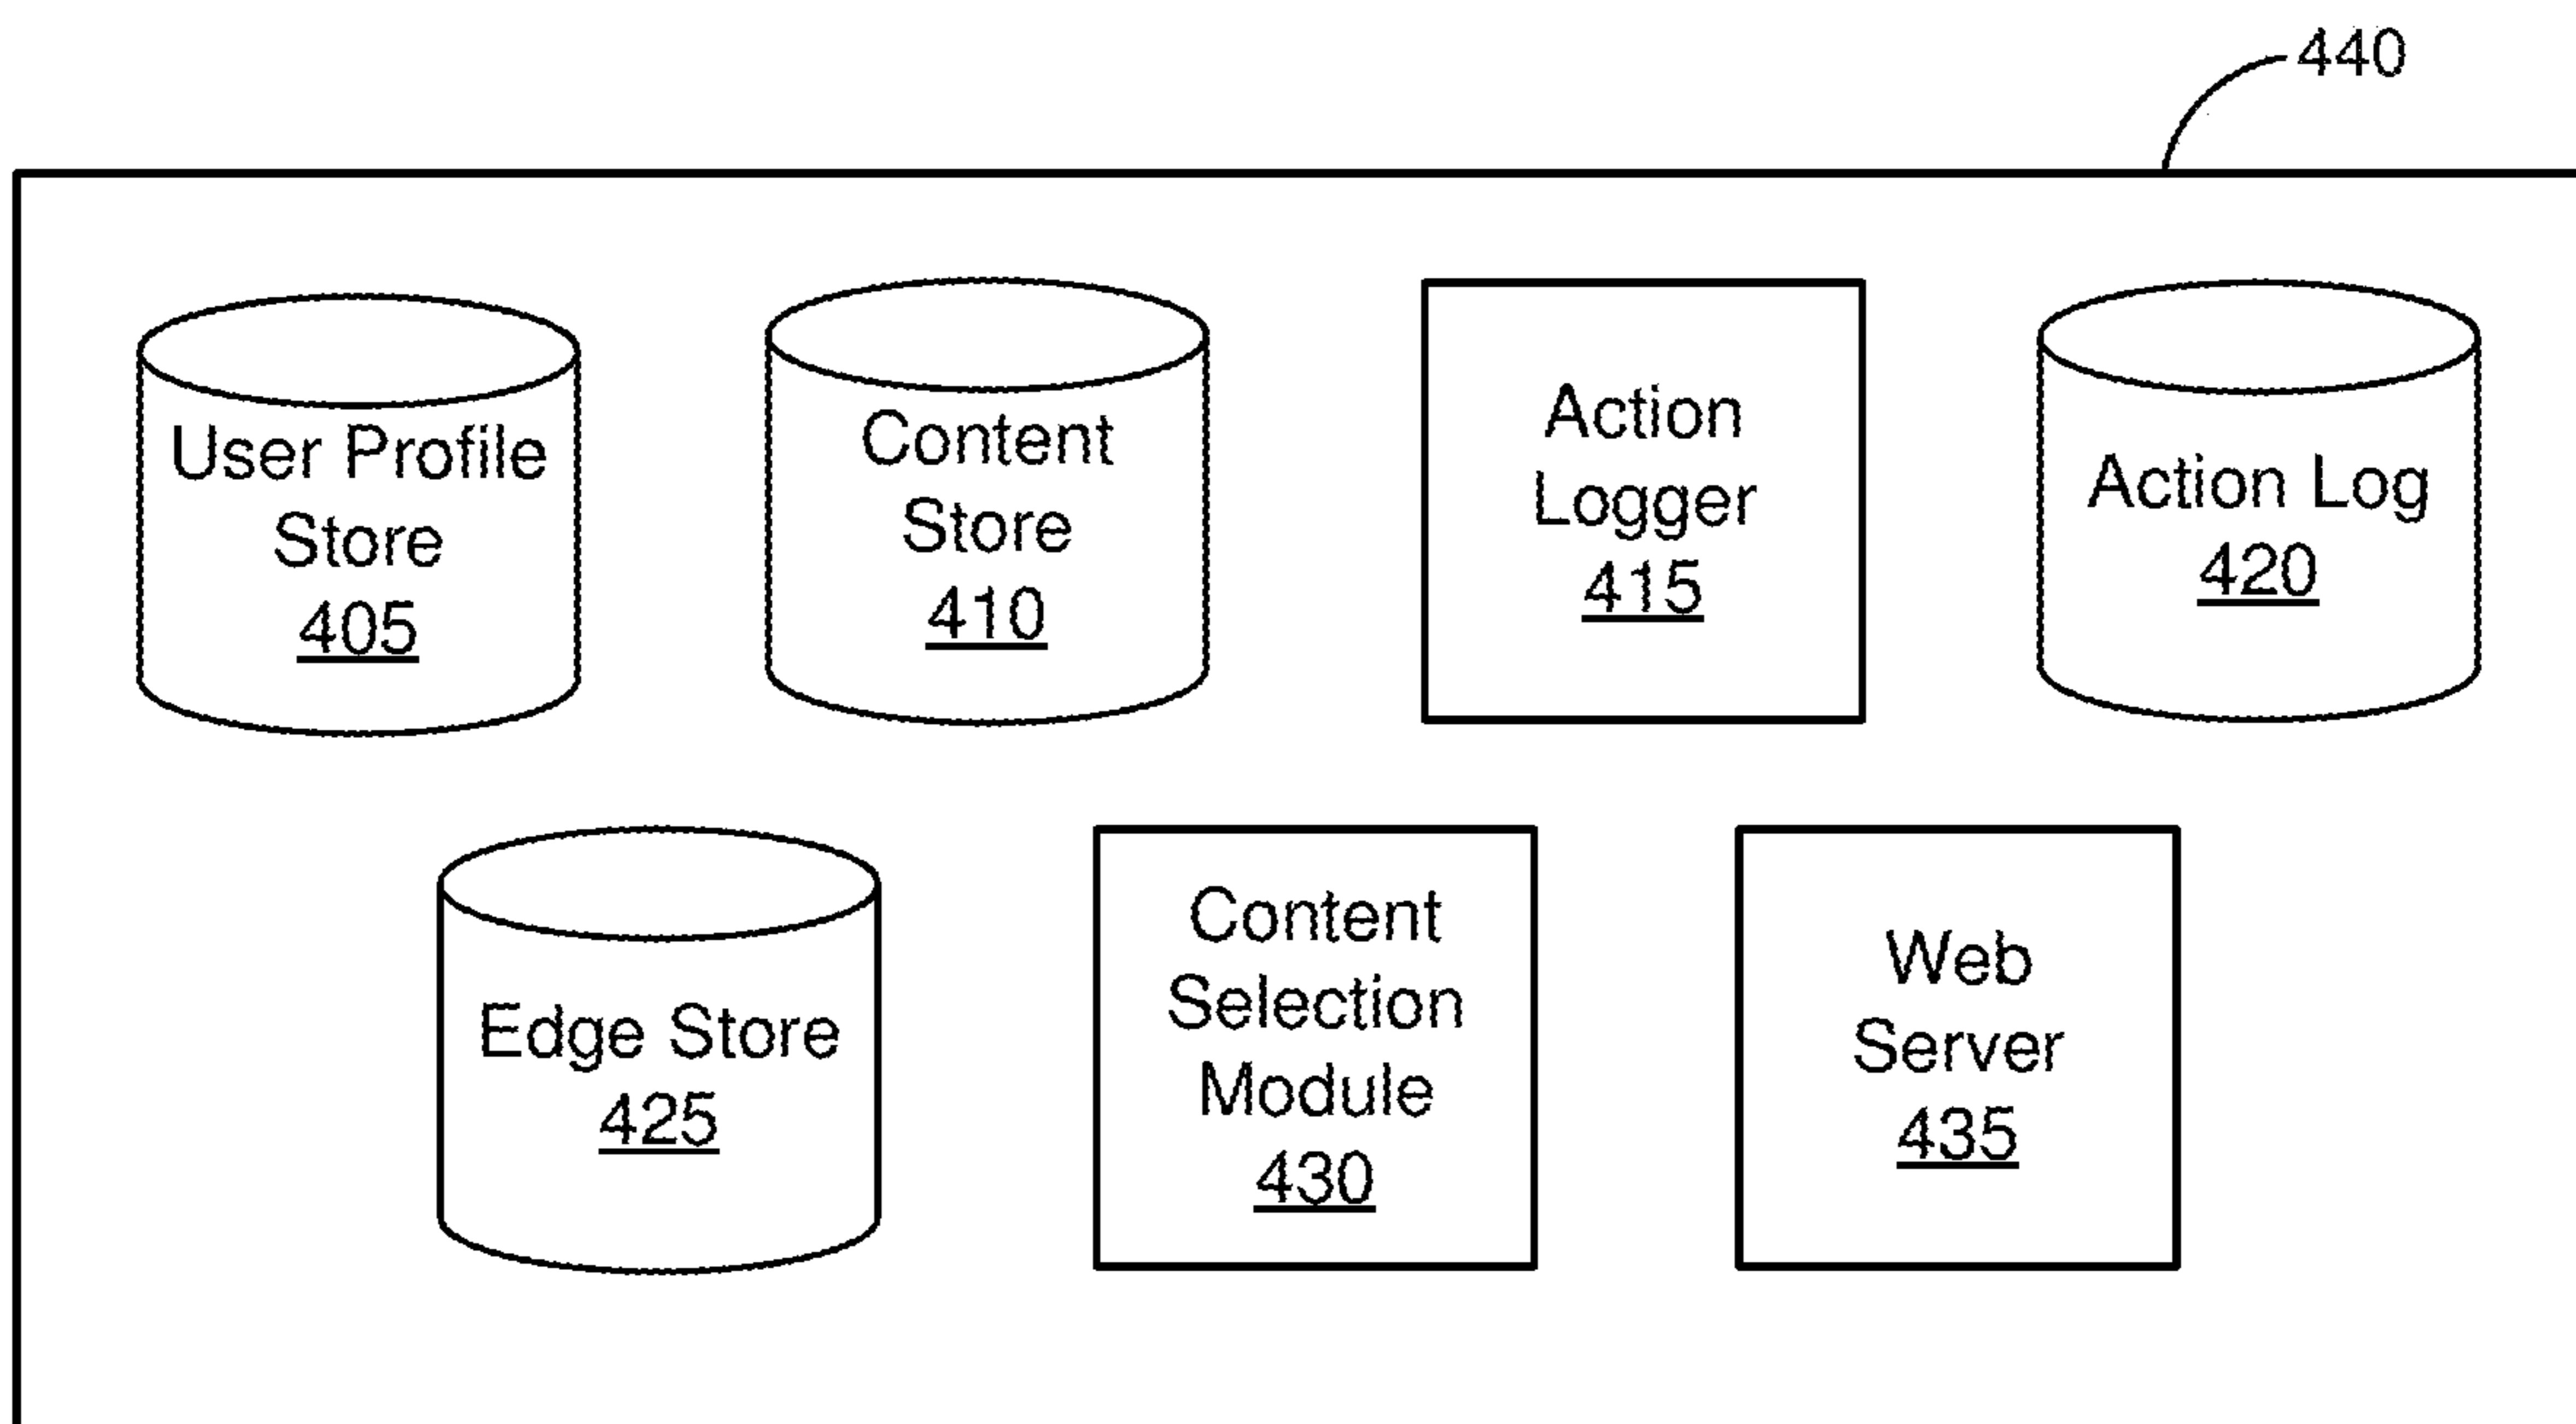 440
User Profile
Store
405
Content
Store
410
Action
Logger
415
Action Log
420
Edge Store
425
Content
Selection
Module
430
Web
Server
435